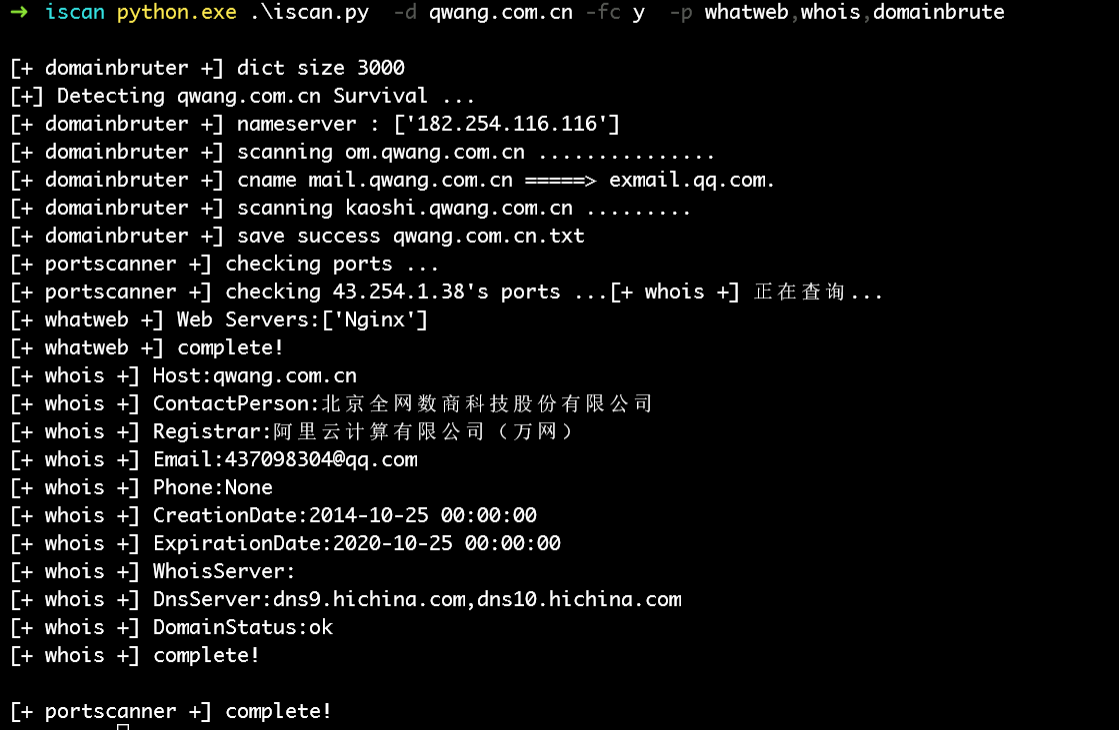 → iscan python.exe .\iscan.py -d qwang.com.cn -fc y -p whatweb,whois,domainbrute
[+ domainbruter +] dict size 3000
[+] Detecting qwang.com.cn Survival ...
[+ domainbruter +] nameserver : ['182.254.116.116']
[+ domainbruter +] scanning om.qwang.com.cn ...............
[+ domainbruter +] cname mail.qwang.com.cn =====> exmail.qq.com.
[+ domainbruter +] scanning kaoshi.qwang.com.cn .........
[+ domainbruter +] save success qwang.com.cn.txt
[+ portscanner +] checking ports ...
[+ portscanner +] checking 43.254.1.38's ports ...[+ whois +] 正在查询...
[+ whatweb +] Web Servers:['Nginx']
[+ whatweb +] complete!
[+ whois +] Host:qwang.com.cn
[+ whois +] ContactPerson:北京全网数商科技股份有限公司
[+ whois +] Registrar:阿里云计算有限公司（万网）
[+ whois +] Email:437098304@qq.com
[+ whois +] Phone:None
[+ whois +] CreationDate:2014-10-25 00:00:00
[+ whois +] ExpirationDate:2020-10-25 00:00:00
[+ whois +] WhoisServer:
[+ whois +] DnsServer:dns9.hichina.com,dns10.hichina.com
[+ whois +] DomainStatus:ok
[+ whois +] complete!
[+ portscanner +] complete!